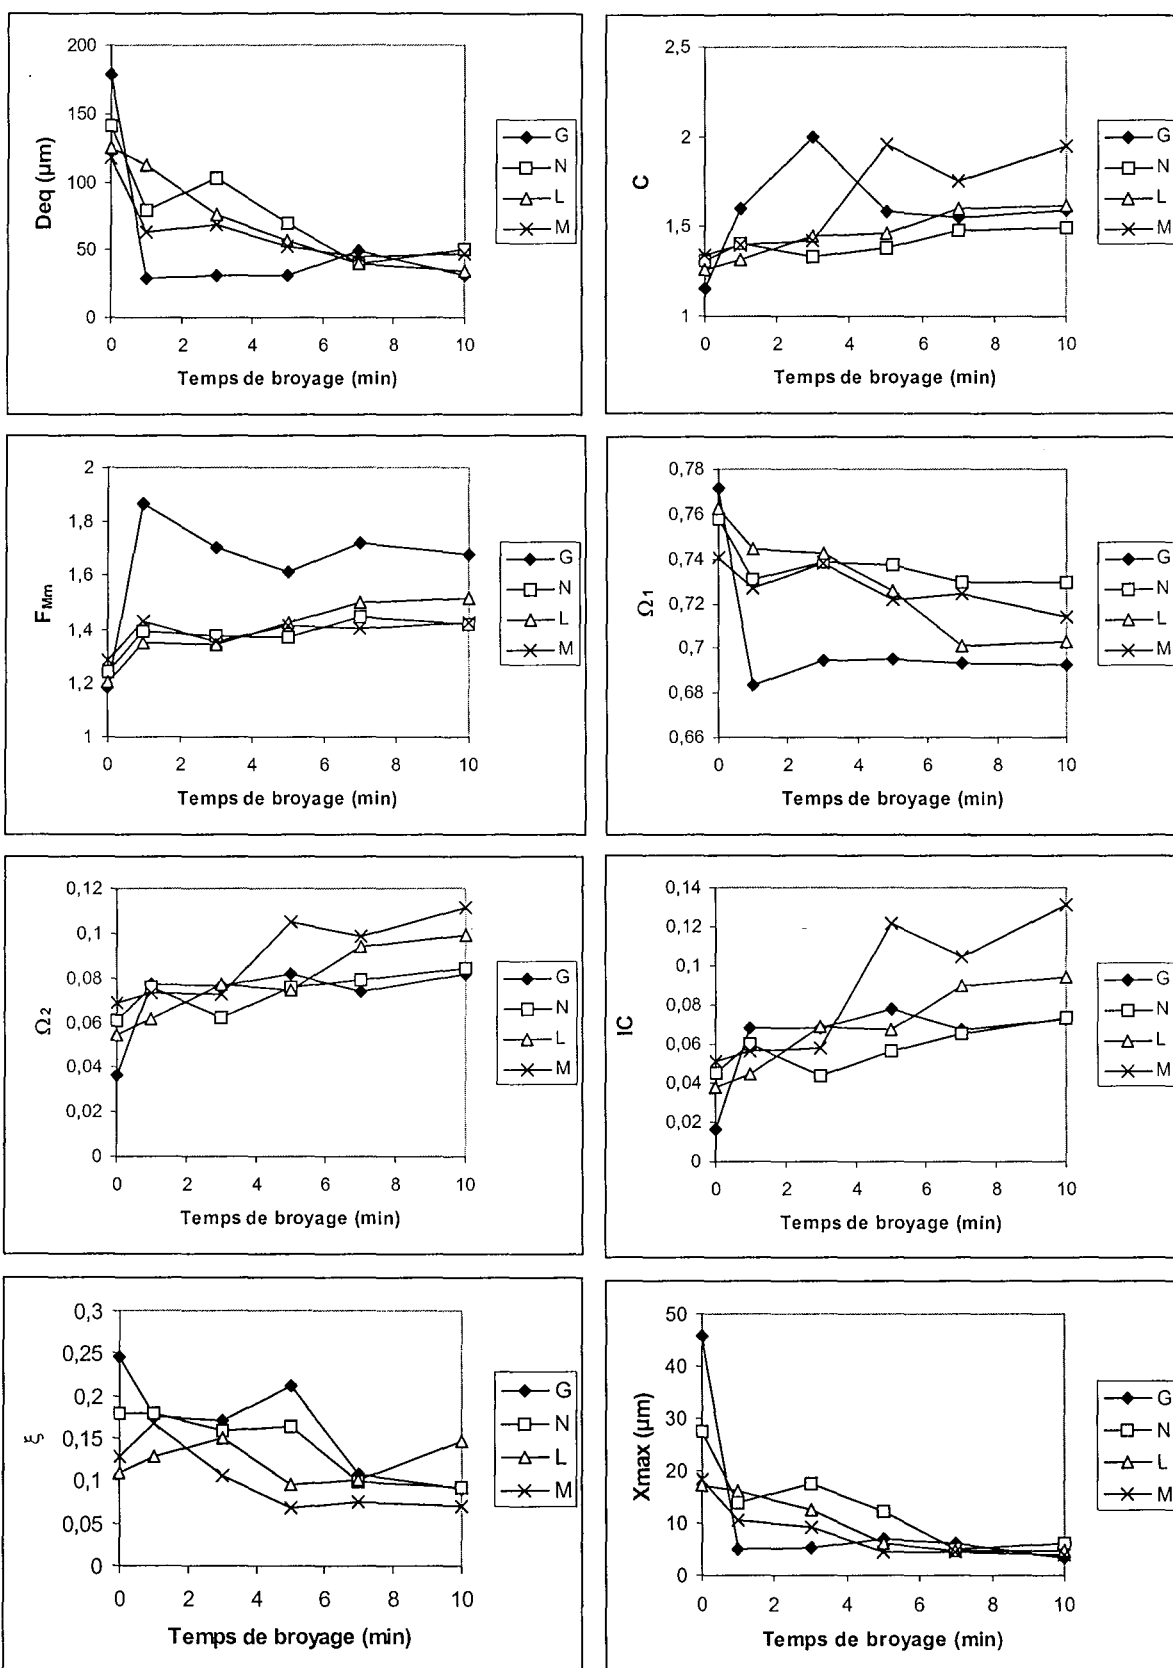 200
150
100
50
0
Deq (µm)
0 2 4 6 8 10
Temps de broyage (min)
G
N
L
M
2,5
2
1,5
1
C
0 2 4 6 8 10
Temps de broyage (min)
G
N
L
M
2
1,8
1,6
1,4
1,2
1
FMm
0 2 4 6 8 10
Temps de broyage (min)
G
N
L
M
0,78
0,76
0,74
0,72
0,7
0,68
0,66
Ω1
0 2 4 6 8 10
Temps de broyage (min)
G
N
L
M
0,12
0,1
0,08
0,06
0,04
0,02
0
Ω2
0 2 4 6 8 10
Temps de broyage (min)
G
N
L
M
0,14
0,12
0,1
0,08
0,06
0,04
0,02
0
IC
0 2 4 6 8 10
Temps de broyage (min)
G
N
L
M
0,3
0,25
0,2
0,15
0,1
0,05
0
ξ
0 2 4 6 8 10
Temps de broyage (min)
G
N
L
M
50
40
30
20
10
0
Xmax (µm)
0 2 4 6 8 10
Temps de broyage (min)
G
N
L
M